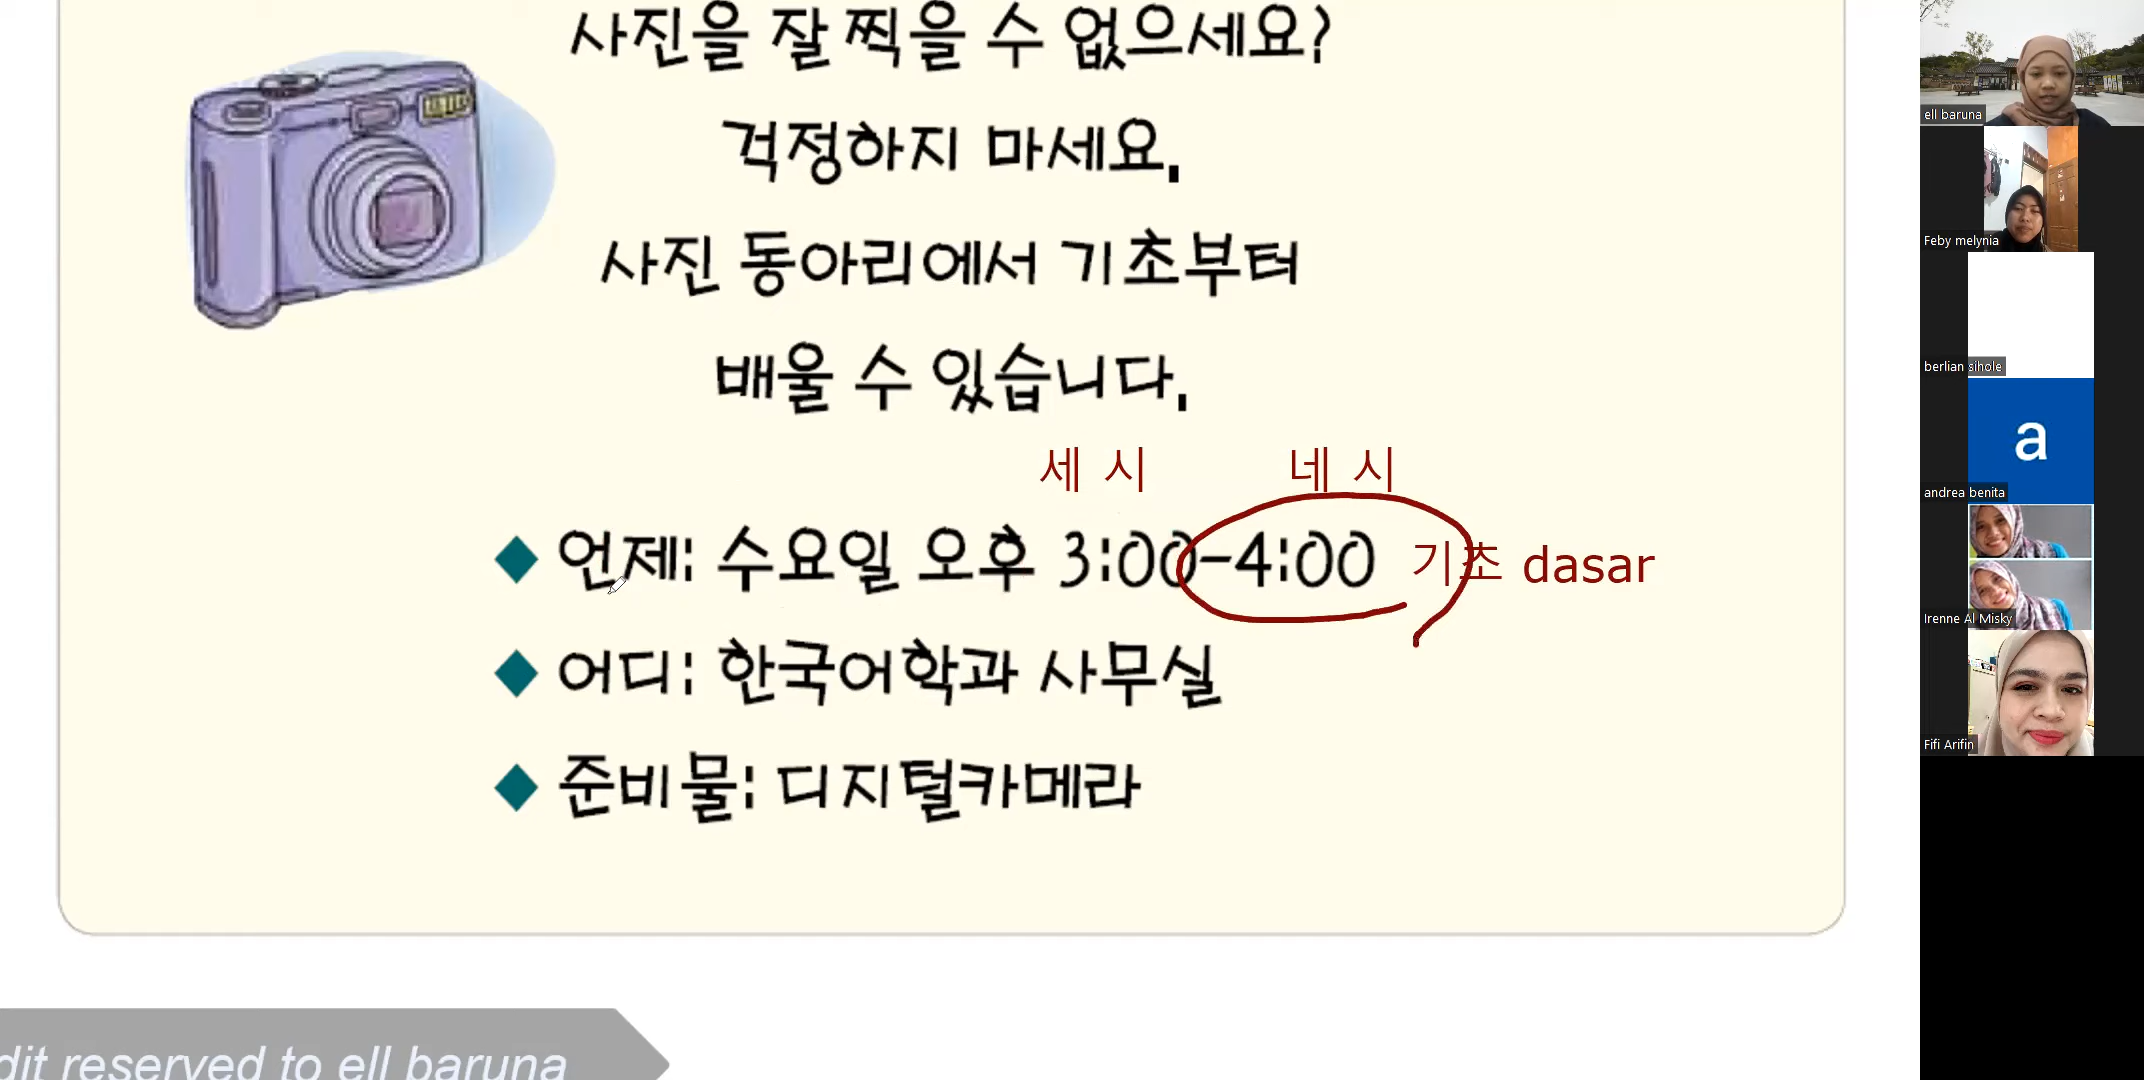 사진을 잘 찍을 수 없으세요?
걱정하지 마세요.
사진 동아리에서 기초부터
배울 수 있습니다.
세 시 네 시
언제: 수요일 오후 3:00-4:00 기초 dasar
어디: 한국어학과 사무실
준비물: 디지털카메라
dit reserved to ell baruna
ell baruna
Feby melynia
berlian sihole
a
andrea benita
Irenne Al Misky
Fifi Arifin